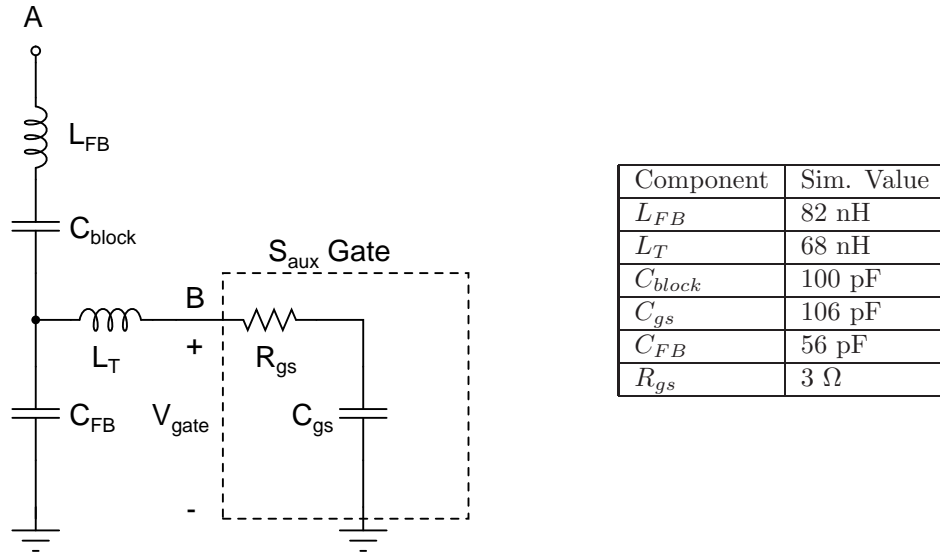 A
L_FB
C_block
S_aux Gate
B
+
L_T
R_gs
C_FB
V_gate
C_gs
-
Component Sim. Value
L_FB 82 nH
L_T 68 nH
C_block 100 pF
C_gs 106 pF
C_FB 56 pF
R_gs 3 Ω